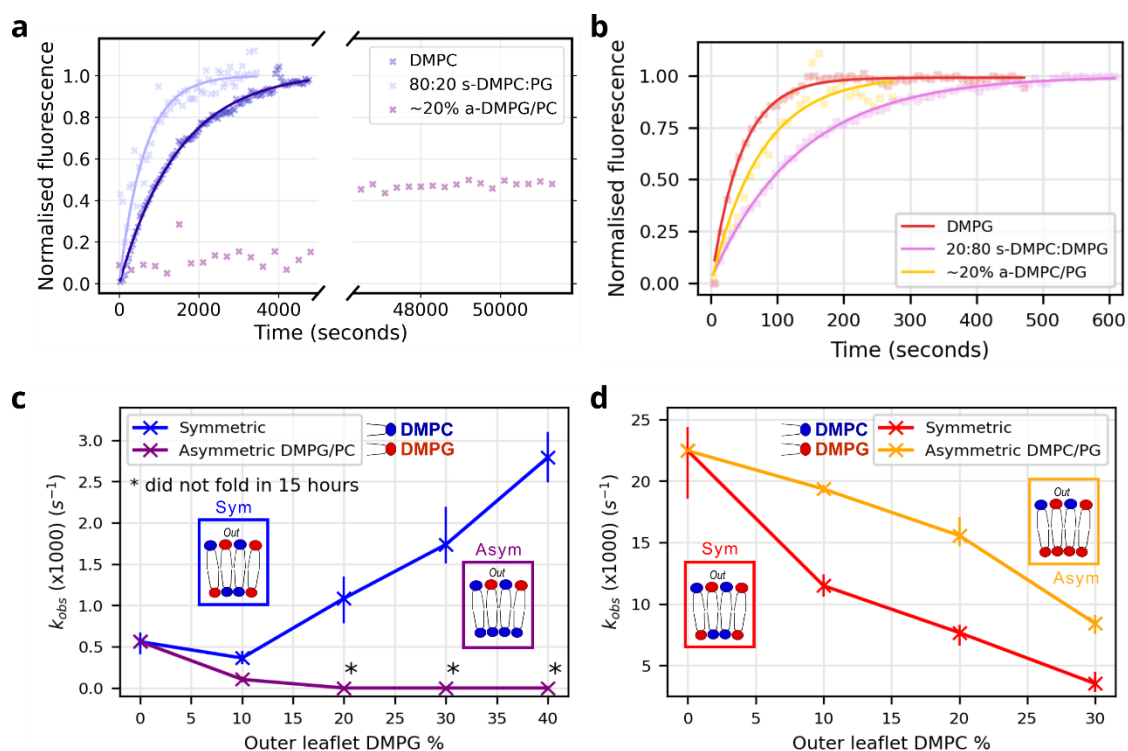 a
Normalised fluorescence
1.0
0.8
0.6
0.4
0.2
0.0
DMPC
80:20 s-DMPC:PG
~20% a-DMPG/PC
0
2000
4000
48000
50000
Time (seconds)
b
Normalised fluorescence
1.00
0.75
0.50
0.25
0.00
DMPG
20:80 s-DMPC:DMPG
~20% a-DMPC/PG
0
100
200
300
400
500
600
Time (seconds)
c
k_obs (x1000) (s⁻¹)
3.0
2.5
2.0
1.5
1.0
0.5
0.0
Symmetric
Asymmetric DMPG/PC
DMPC
DMPG
* did not fold in 15 hours
Sym
Out
Asym
Out
*
*
*
0
5
10
15
20
25
30
35
40
Outer leaflet DMPG %
d
k_obs (x1000) (s⁻¹)
25
20
15
10
5
DMPC
DMPG
Symmetric
Asymmetric DMPC/PG
Sym
Out
Out
Asym
0
5
10
15
20
25
30
Outer leaflet DMPC %